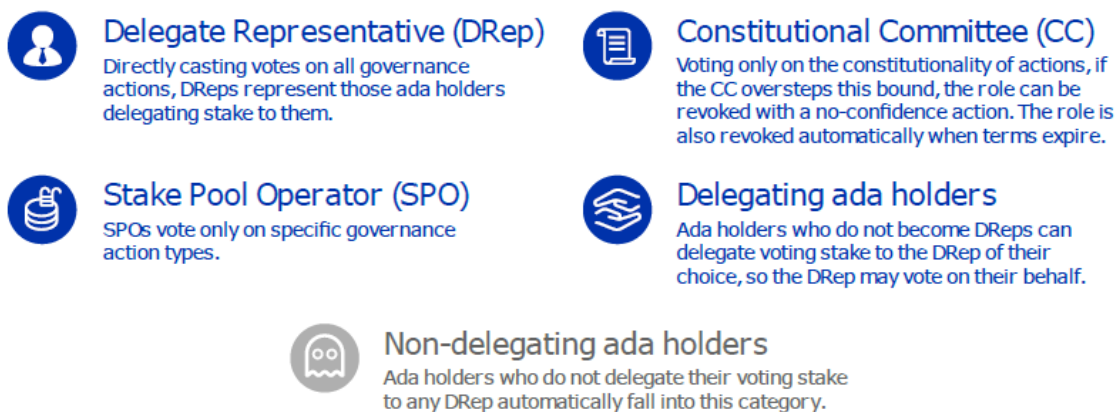 Delegate Representative (DRep)
Directly casting votes on all governance
actions, DReps represent those ada holders
delegating stake to them.
Constitutional Committee (CC)
Voting only on the constitutionality of actions, if
the CC oversteps this bound, the role can be
revoked with a no-confidence action. The role is
also revoked automatically when terms expire.
Stake Pool Operator (SPO)
SPOs vote only on specific governance
action types.
Delegating ada holders
Ada holders who do not become DReps can
delegate voting stake to the DRep of their
choice, so the DRep may vote on their behalf.
Non-delegating ada holders
Ada holders who do not delegate their voting stake
to any DRep automatically fall into this category.